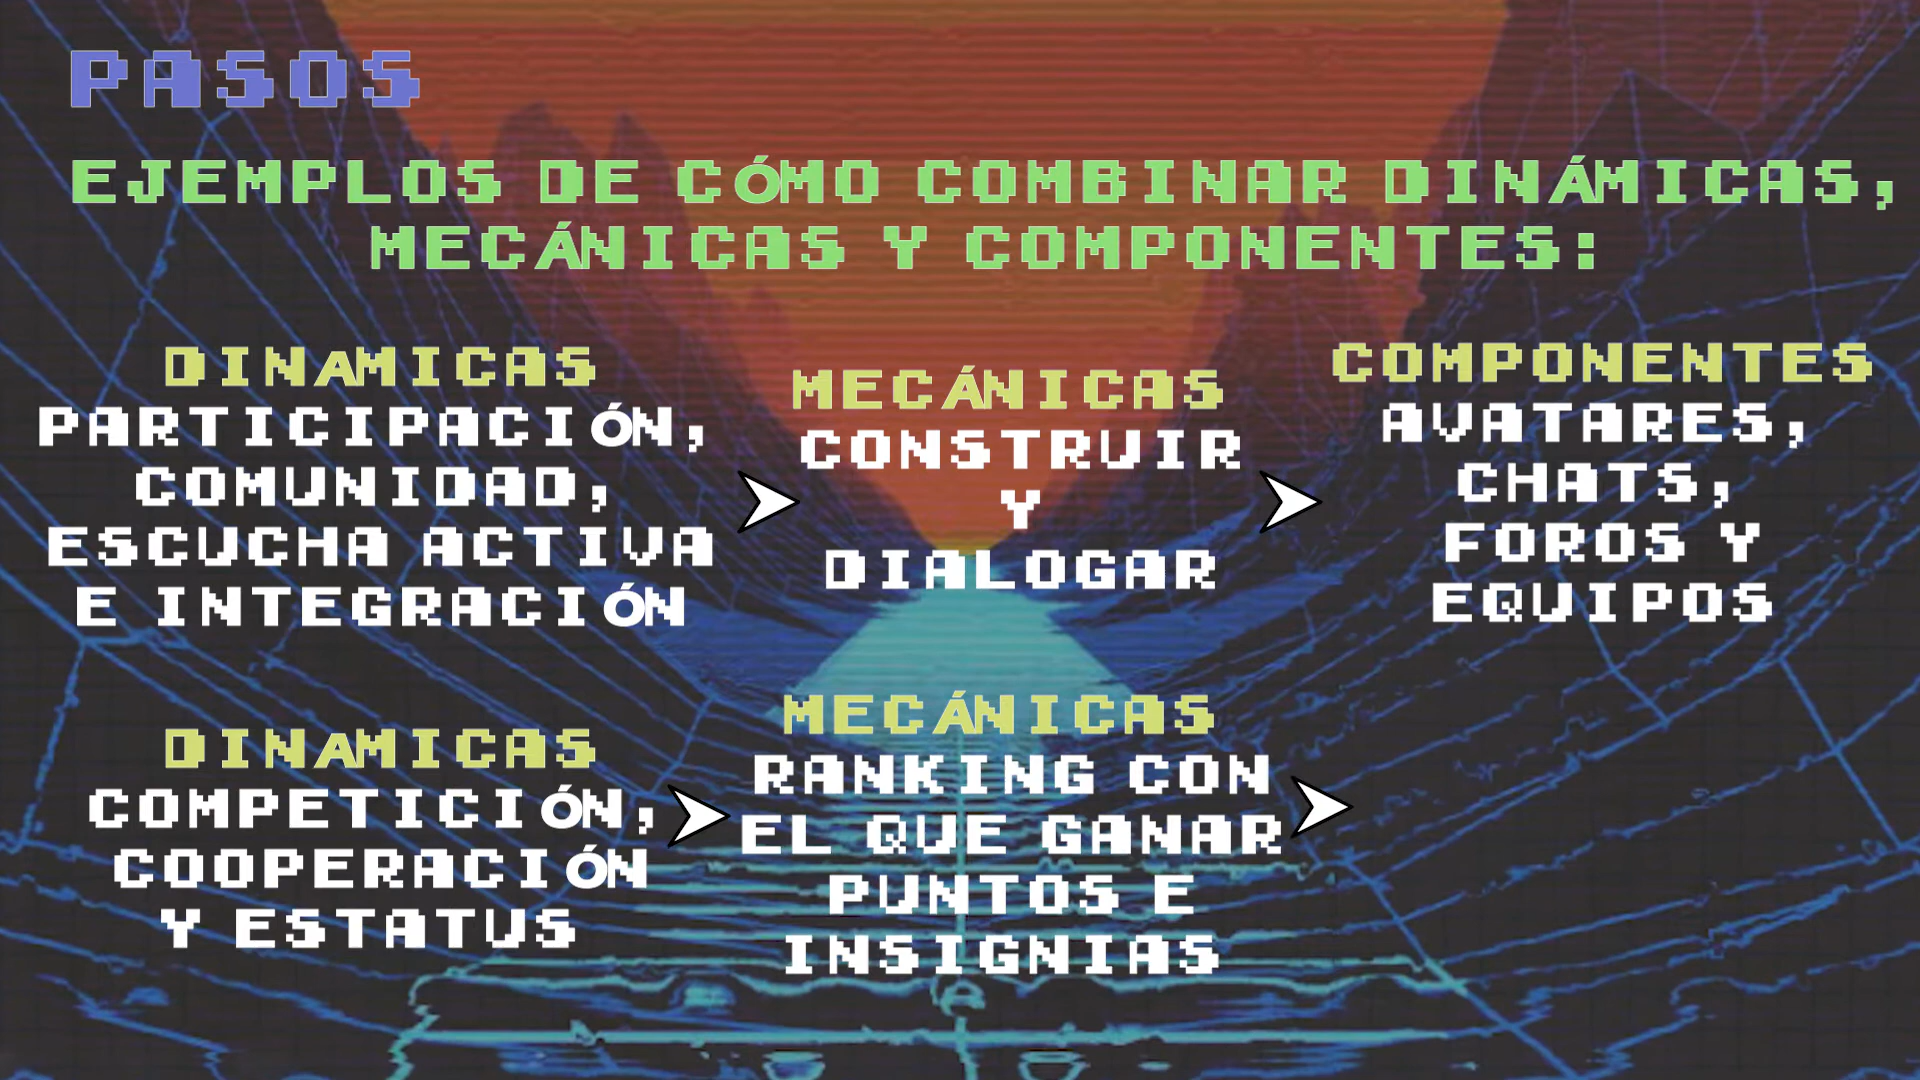 PASOS
EJEMPLOS DE CÓMO COMBINAR DINÁMICAS,
MECÁNICAS Y COMPONENTES:
DINAMICAS
PARTICIPACIÓN,
COMUNIDAD,
ESCUCHA ACTIVA
E INTEGRACIÓN
MECÁNICAS
CONSTRUIR
Y
DIALOGAR
COMPONENTES
AVATARES,
CHATS,
FOROS Y
EQUIPOS
DINAMICAS
COMPETICIÓN,
COOPERACIÓN
Y ESTATUS
MECÁNICAS
RANKING CON
EL QUE GANAR
PUNTOS E
INSIGNIAS